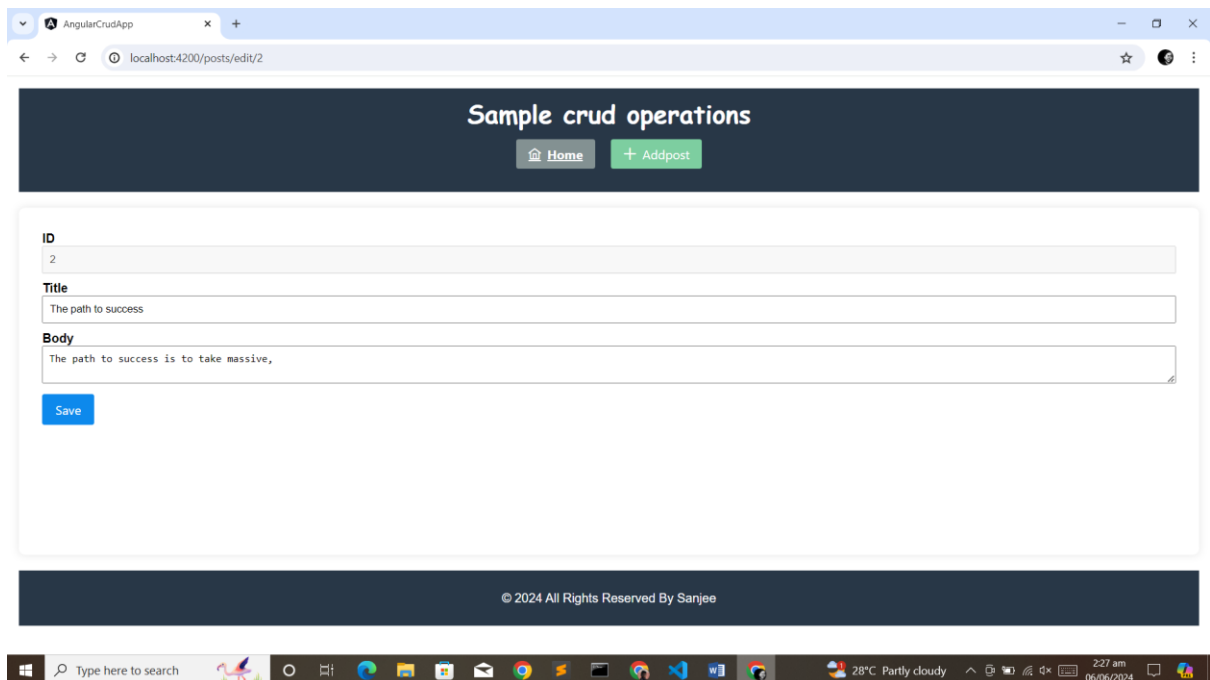 AngularCrudApp
localhost:4200/posts/edit/2
Sample crud operations
Home + Addpost
ID
2
Title
The path to success
Body
The path to success is to take massive,
Save
© 2024 All Rights Reserved By Sanjee
Type here to search 28°C Partly cloudy 2:27 am
06/06/2024